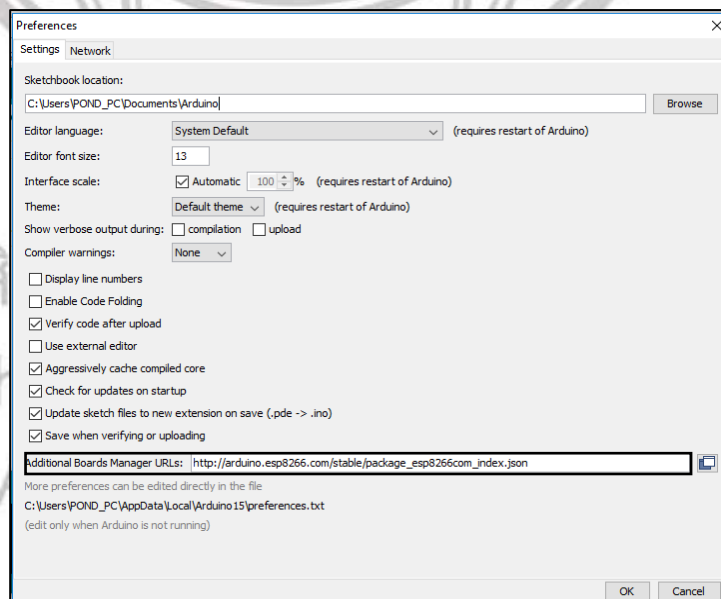 Preferences
Settings Network
Sketchbook location:
C:\Users\POND_PC\Documents\Arduino Browse
Editor language: System Default (requires restart of Arduino)
Editor font size: 13
Interface scale: Automatic 100 % (requires restart of Arduino)
Theme: Default theme (requires restart of Arduino)
Show verbose output during: compilation upload
Compiler warnings: None
Display line numbers
Enable Code Folding
Verify code after upload
Use external editor
Aggressively cache compiled core
Check for updates on startup
Update sketch files to new extension on save (.pde -> .ino)
Save when verifying or uploading
Additional Boards Manager URLs: http://arduino.esp8266.com/stable/package_esp8266com_index.json
More preferences can be edited directly in the file
C:\Users\POND_PC\AppData\Local\Arduino15\preferences.txt
(edit only when Arduino is not running)
OK Cancel